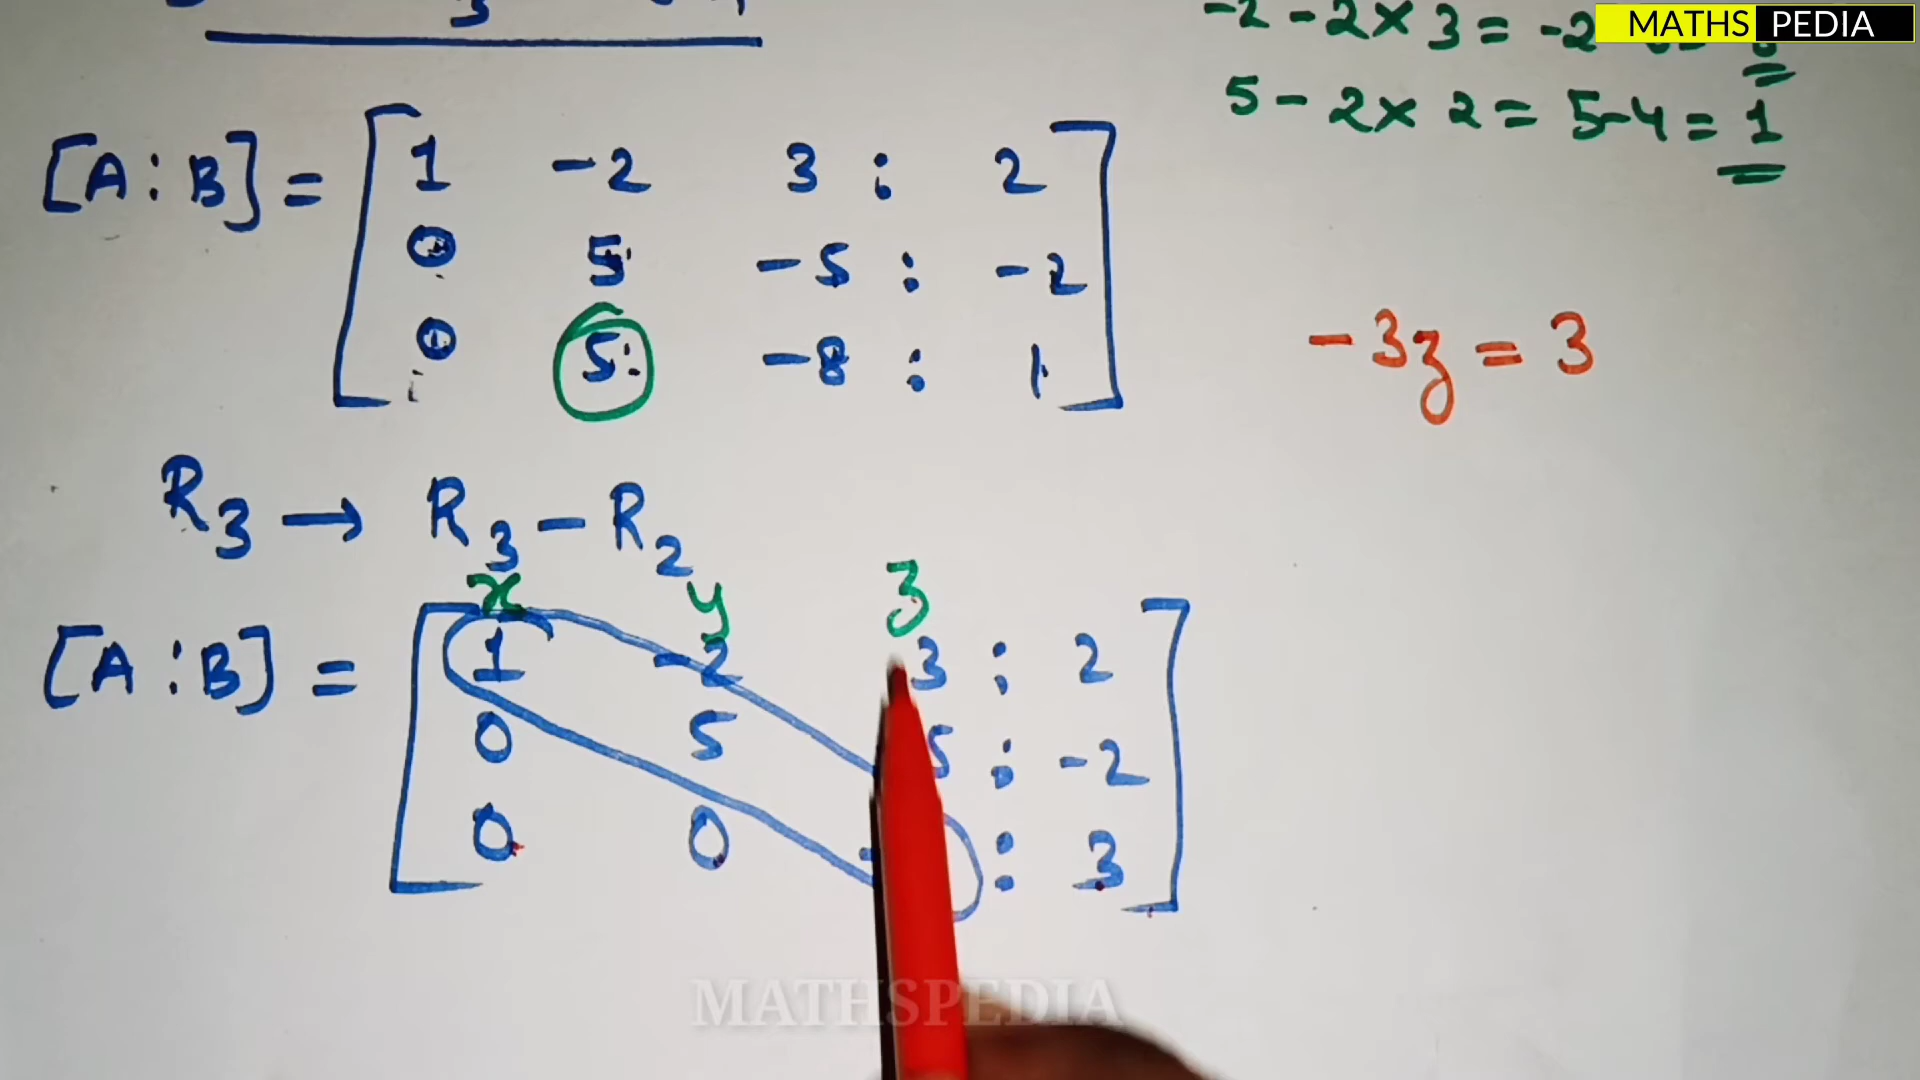 -2 - 2 x 3 = -2
MATHS PEDIA
5 - 2 x 2 = 5-4 = 1
[A : B] = [ 1 -2 3 : 2
0 5 -5 : -2
0 5 -8 : 1 ]
-3z = 3
R3 → R3 - R2
x y z
[A : B] = [ 1 -2 3 : 2
0 5 5 : -2
0 0 - : 3 ]
MATHSPEDIA